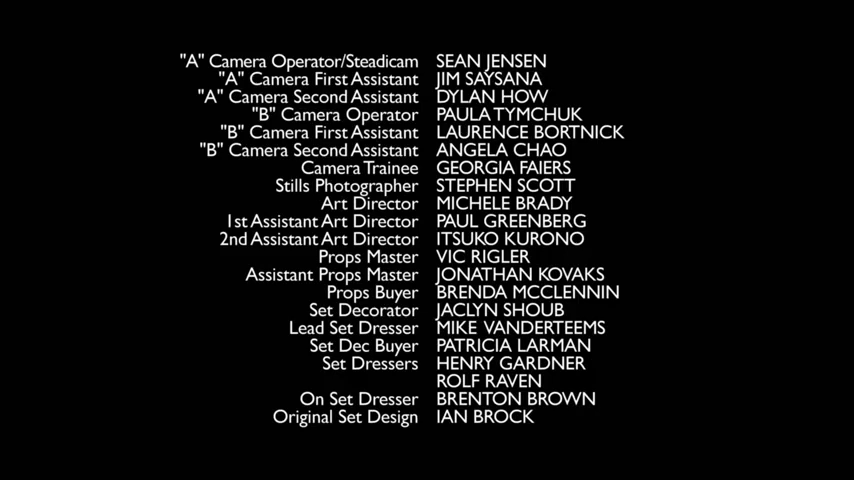 "A" Camera Operator/Steadicam SEAN JENSEN
"A" Camera First Assistant JIM SAYSANA
"A" Camera Second Assistant DYLAN HOW
"B" Camera Operator PAULA TYMCHUK
"B" Camera First Assistant LAURENCE BORTNICK
"B" Camera Second Assistant ANGELA CHAO
Camera Trainee GEORGIA FAIERS
Stills Photographer STEPHEN SCOTT
Art Director MICHELE BRADY
1st Assistant Art Director PAUL GREENBERG
2nd Assistant Art Director ITSUKO KURONO
Props Master VIC RIGLER
Assistant Props Master JONATHAN KOVAKS
Props Buyer BRENDA MCCLENNIN
Set Decorator JACLYN SHOUB
Lead Set Dresser MIKE VANDERTEEMS
Set Dec Buyer PATRICIA LARMAN
Set Dressers HENRY GARDNER
ROLF RAVEN
On Set Dresser BRENTON BROWN
Original Set Design IAN BROCK